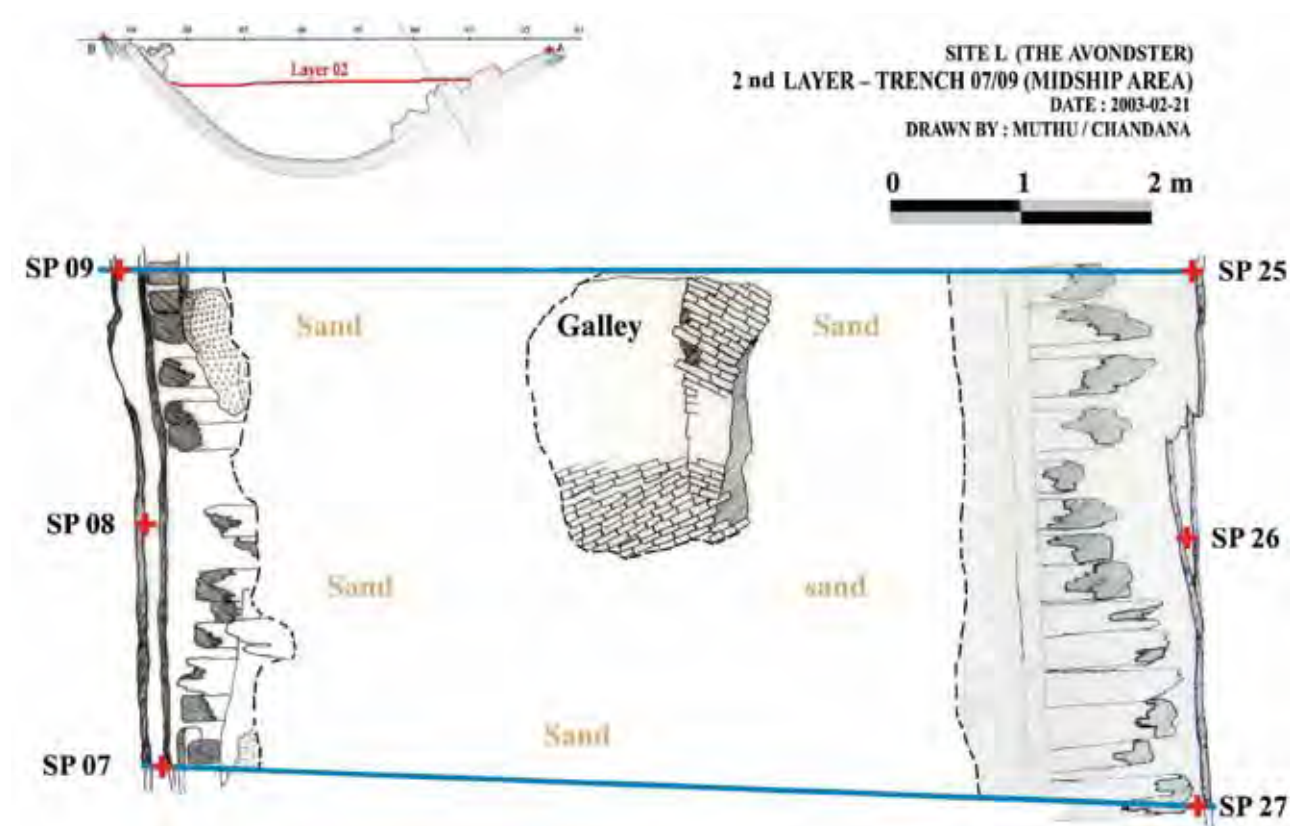 B
A
Layer 02
SITE L (THE AVONDSTER)
2 nd LAYER – TRENCH 07/09 (MIDSHIP AREA)
DATE : 2003-02-21
DRAWN BY : MUTHU / CHANDANA
0 1 2 m
SP 09
SP 25
Sand
Galley
Sand
SP 08
SP 26
Sand
sand
Sand
SP 07
SP 27